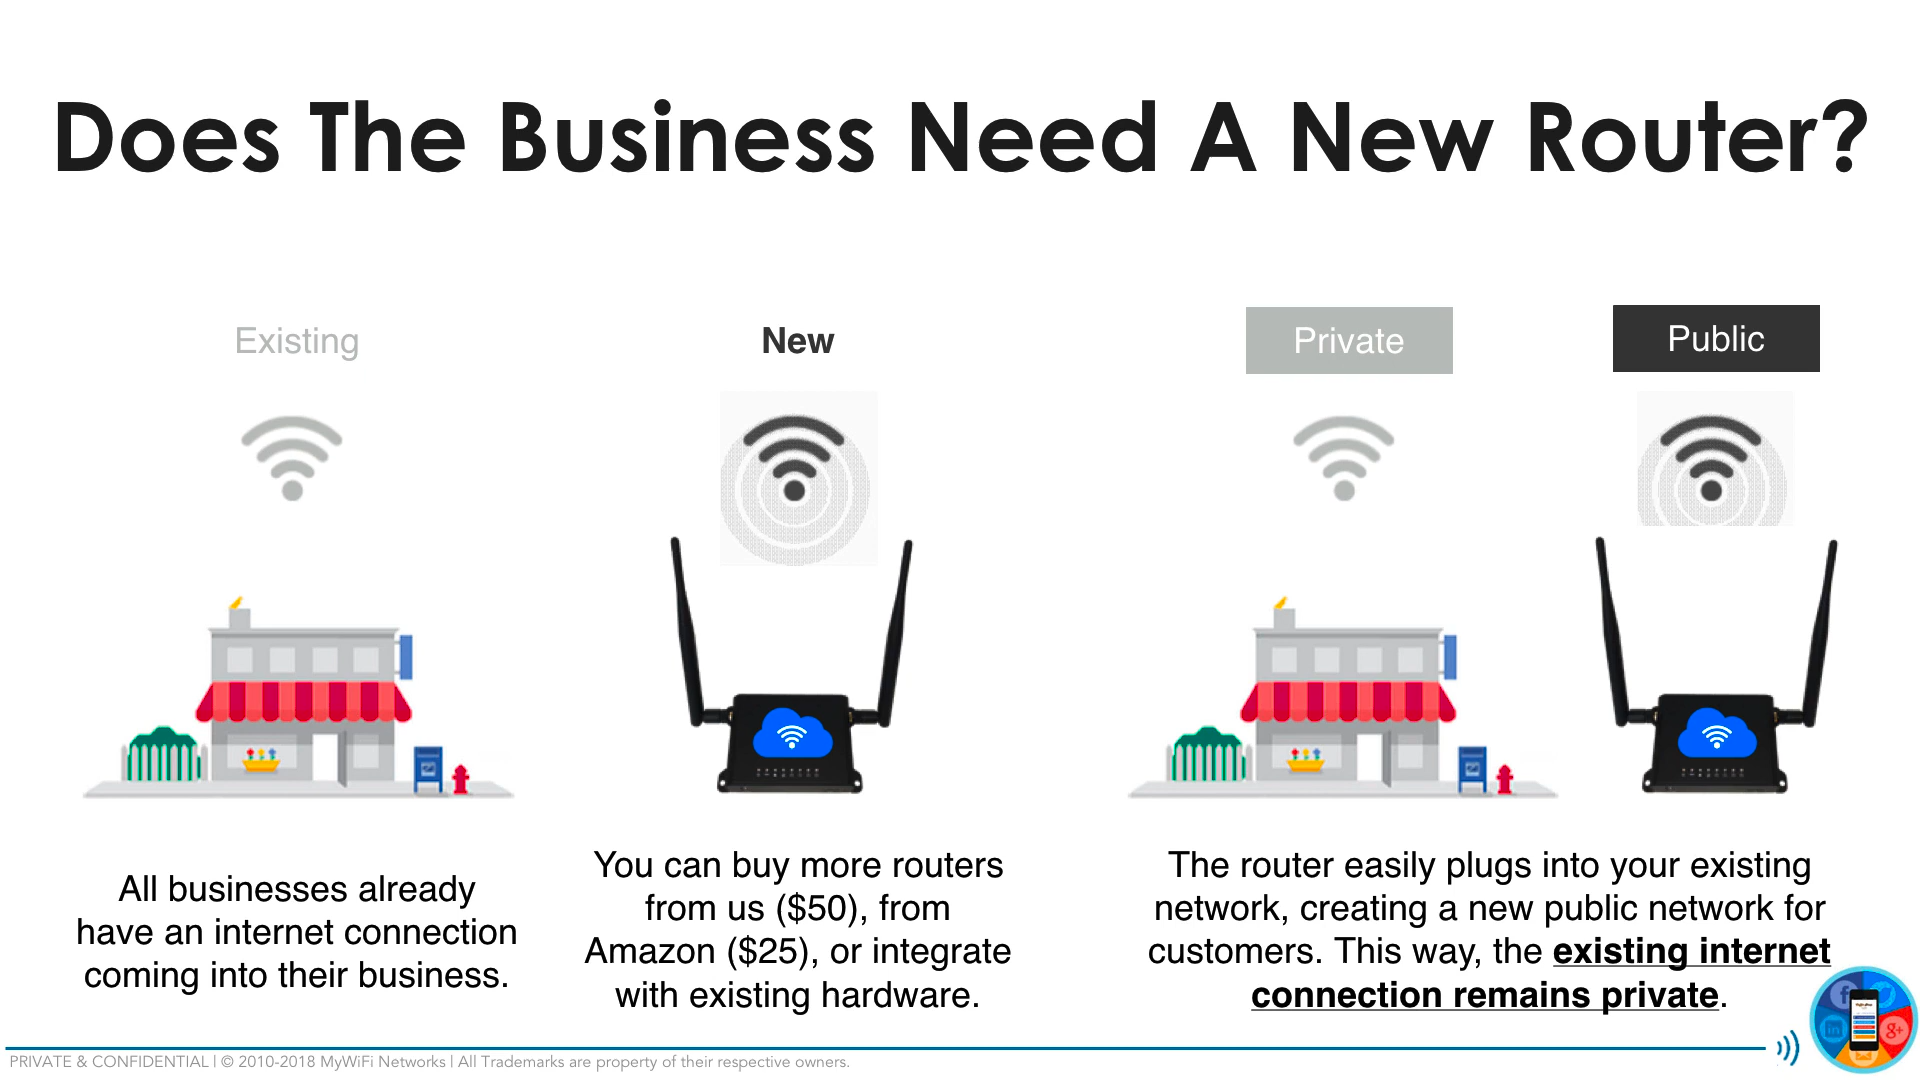 Does The Business Need A New Router?
Existing
New
Private
Public
All businesses already
have an internet connection
coming into their business.
You can buy more routers
from us ($50), from
Amazon ($25), or integrate
with existing hardware.
The router easily plugs into your existing
network, creating a new public network for
customers. This way, the existing internet
connection remains private.
PRIVATE & CONFIDENTIAL | © 2010-2018 MyWiFi Networks | All Trademarks are property of their respective owners.